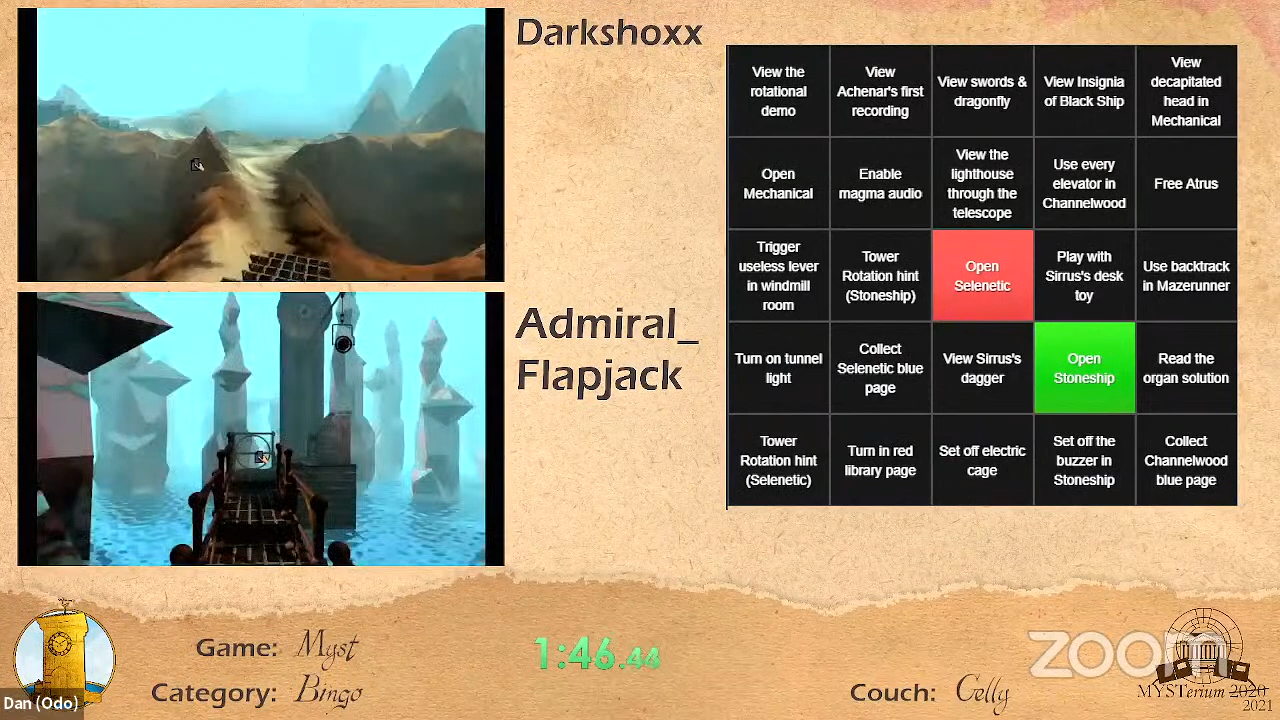 Darkshoxx
Admiral_
Flapjack
View the
rotational
demo
View
Achenar's first
recording
View swords &
dragonfly
View Insignia
of Black Ship
View
decapitated
head in
Mechanical
Open
Mechanical
Enable
magma audio
View the
lighthouse
through the
telescope
Use every
elevator in
Channelwood
Free Atrus
Trigger
useless lever
in windmill
room
Tower
Rotation hint
(Stoneship)
Open
Selenetic
Play with
Sirrus's desk
toy
Use backtrack
in Mazerunner
Turn on tunnel
light
Collect
Selenetic blue
page
View Sirrus's
dagger
Open
Stoneship
Read the
organ solution
Tower
Rotation hint
(Selenetic)
Turn in red
library page
Set off electric
cage
Set off the
buzzer in
Stoneship
Collect
Channelwood
blue page
Game: Myst
Category: Bingo
1:46.44
Couch: Celly
zoom
MYSTerium 2020
2021
Dan (Odo)